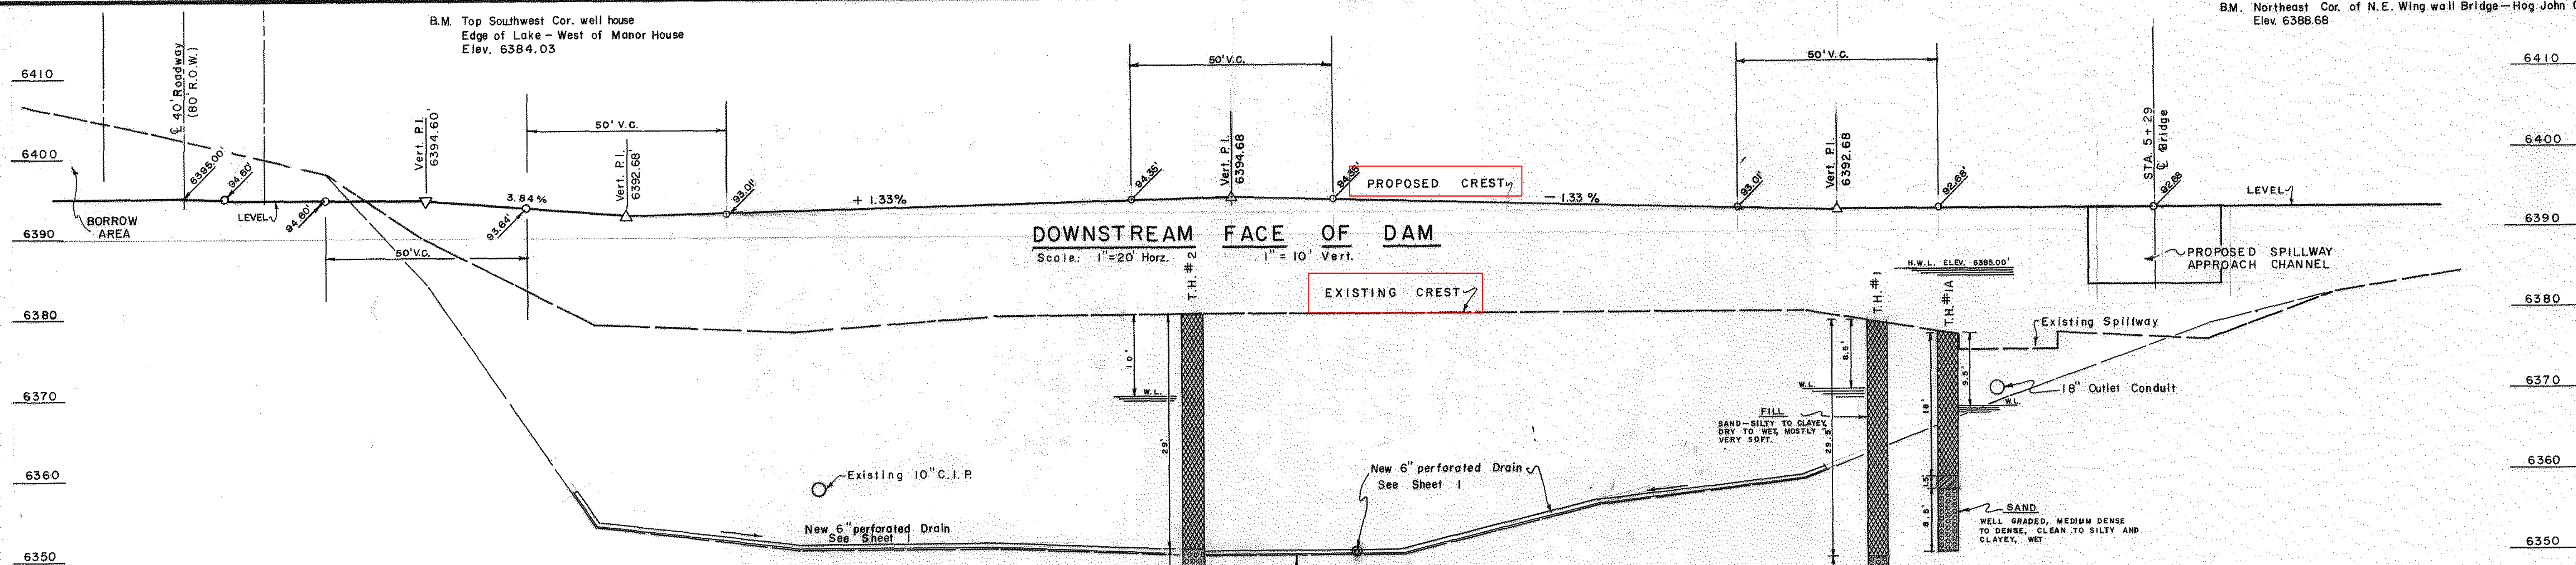 B.M. Top Southwest Cor. well house
Edge of Lake - West of Manor House
Elev. 6384.03
B.M. Northeast Cor. of N.E. Wing wall Bridge - Hog John
Elev. 6388.68
6410
6400
6390
6380
6370
6360
6350
℄ 40' Roadway
(80' R.O.W.)
6395.00'
94.60'
LEVEL
94.60'
BORROW
AREA
50' V.C.
Vert. P.I.
6394.60'
3.84%
93.64'
50' V.C.
Vert. P.I.
6392.68'
93.01'
+ 1.33%
50' V.C.
94.35'
Vert. P.I.
6394.68
94.35'
PROPOSED CREST
- 1.33 %
50' V.C.
93.01'
Vert. P.I.
6392.68
92.68'
STA. 5+29
℄ Bridge
92.68
LEVEL
DOWNSTREAM FACE OF DAM
Scale: 1"=20' Horz. 1"=10' Vert.
EXISTING CREST
T.H. #2
10'
W.L.
29'
T.H. #1
8.5'
W.L.
29.5'
FILL
SAND-SILTY TO CLAYEY,
DRY TO WET, MOSTLY
VERY SOFT.
H.W.L. ELEV. 6385.00'
T.H. #1A
9.5'
W.L.
18'
1.5'
8.5'
PROPOSED SPILLWAY
APPROACH CHANNEL
Existing Spillway
18" Outlet Conduit
SAND
WELL GRADED, MEDIUM DENSE
TO DENSE, CLEAN TO SILTY AND
CLAYEY, WET
Existing 10" C.I.P.
New 6" perforated Drain
See Sheet 1
New 6" perforated Drain
See Sheet 1
6410
6400
6390
6380
6370
6360
6350